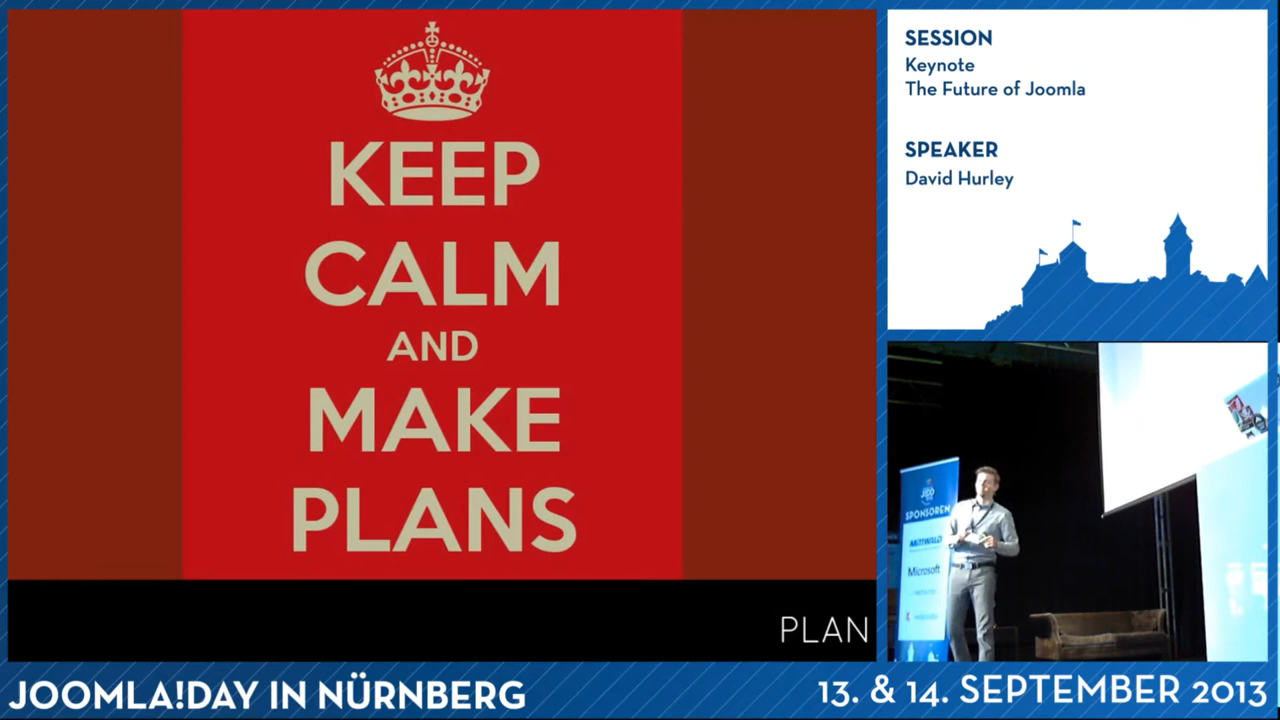 KEEP
CALM
AND
MAKE
PLANS
PLAN
SESSION
Keynote
The Future of Joomla
SPEAKER
David Hurley
SPONSOREN
MITTWALD
Microsoft
JOOMLA!DAY IN NÜRNBERG
13. & 14. SEPTEMBER 2013